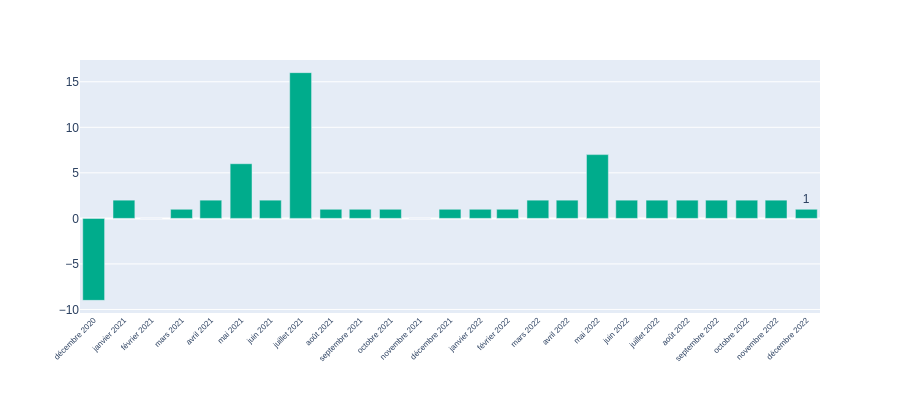 15
10
5
0
−5
−10
1
décembre 2020
janvier 2021
février 2021
mars 2021
avril 2021
mai 2021
juin 2021
juillet 2021
août 2021
septembre 2021
octobre 2021
novembre 2021
décembre 2021
janvier 2022
février 2022
mars 2022
avril 2022
mai 2022
juin 2022
juillet 2022
août 2022
septembre 2022
octobre 2022
novembre 2022
décembre 2022